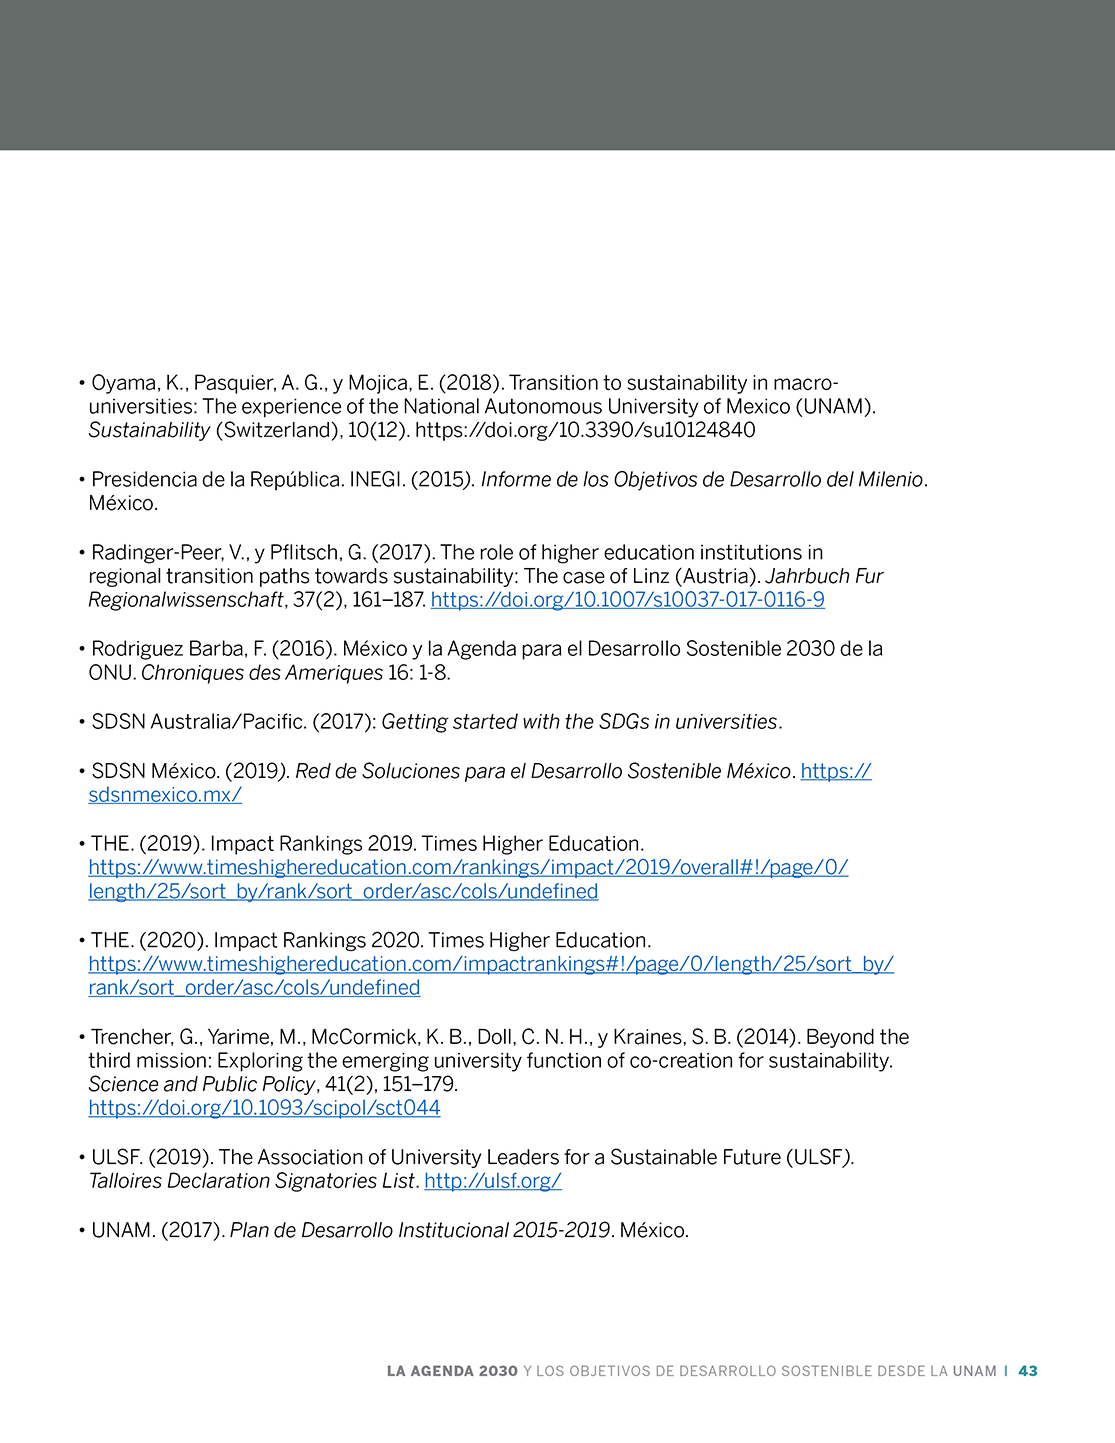 • Oyama, K., Pasquier, A. G., y Mojica, E. (2018). Transition to sustainability in macro-
universities: The experience of the National Autonomous University of Mexico (UNAM).
Sustainability (Switzerland), 10(12). https://doi.org/10.3390/su10124840
• Presidencia de la República. INEGI. (2015). Informe de los Objetivos de Desarrollo del Milenio.
México.
• Radinger-Peer, V., y Pflitsch, G. (2017). The role of higher education institutions in
regional transition paths towards sustainability: The case of Linz (Austria). Jahrbuch Fur
Regionalwissenschaft, 37(2), 161–187. https://doi.org/10.1007/s10037-017-0116-9
• Rodriguez Barba, F. (2016). México y la Agenda para el Desarrollo Sostenible 2030 de la
ONU. Chroniques des Ameriques 16: 1-8.
• SDSN Australia/Pacific. (2017): Getting started with the SDGs in universities.
• SDSN México. (2019). Red de Soluciones para el Desarrollo Sostenible México. https://
sdsnmexico.mx/
• THE. (2019). Impact Rankings 2019. Times Higher Education.
https://www.timeshighereducation.com/rankings/impact/2019/overall#!/page/0/
length/25/sort_by/rank/sort_order/asc/cols/undefined
• THE. (2020). Impact Rankings 2020. Times Higher Education.
https://www.timeshighereducation.com/impactrankings#!/page/0/length/25/sort_by/
rank/sort_order/asc/cols/undefined
• Trencher, G., Yarime, M., McCormick, K. B., Doll, C. N. H., y Kraines, S. B. (2014). Beyond the
third mission: Exploring the emerging university function of co-creation for sustainability.
Science and Public Policy, 41(2), 151–179.
https://doi.org/10.1093/scipol/sct044
• ULSF. (2019). The Association of University Leaders for a Sustainable Future (ULSF).
Talloires Declaration Signatories List. http://ulsf.org/
• UNAM. (2017). Plan de Desarrollo Institucional 2015-2019. México.
LA AGENDA 2030 Y LOS OBJETIVOS DE DESARROLLO SOSTENIBLE DESDE LA UNAM | 43